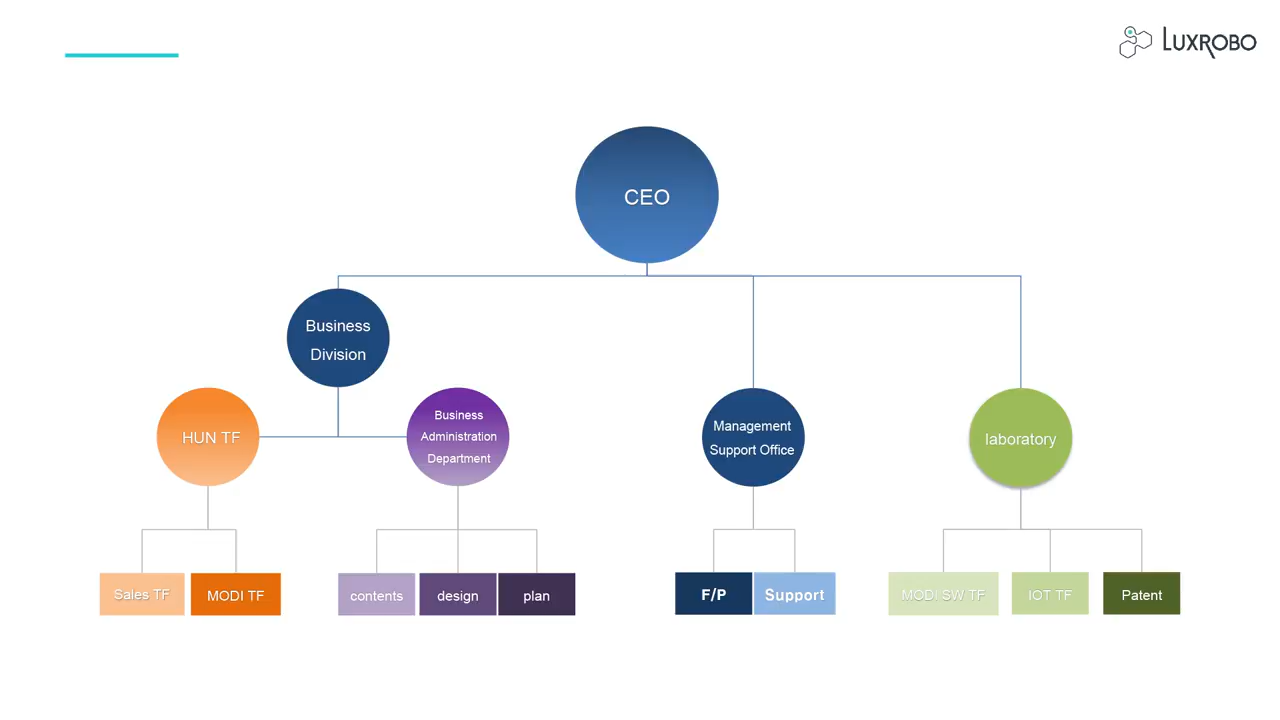 LUXROBO
CEO
Business
Division
HUN TF
Business
Administration
Department
Management
Support Office
laboratory
Sales TF
MODI TF
contents
design
plan
F/P
Support
MODI SW TF
IOT TF
Patent